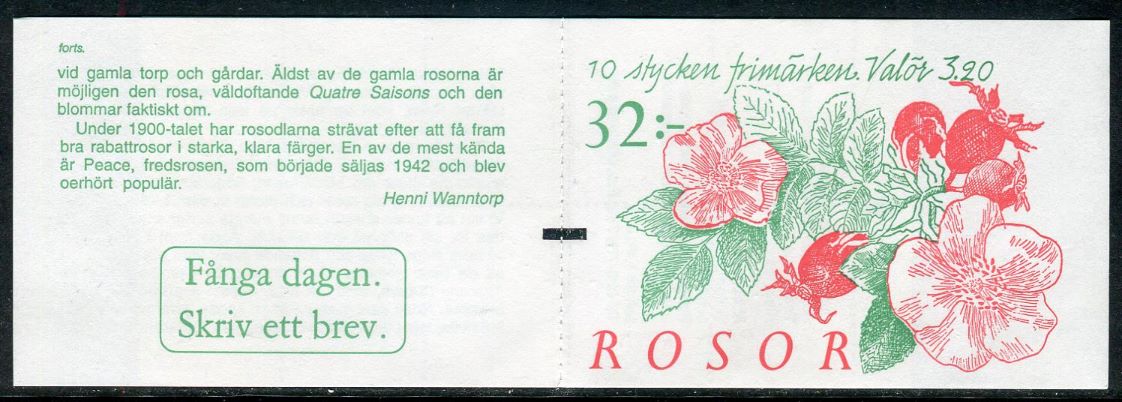 forts.
vid gamla torp och gårdar. Äldst av de gamla rosorna är
möjligen den rosa, väldoftande Quatre Saisons och den
blommar faktiskt om.
Under 1900-talet har rosodlarna strävat efter att få fram
bra rabattrosor i starka, klara färger. En av de mest kända
är Peace, fredsrosen, som började säljas 1942 och blev
oerhört populär.
Henni Wanntorp
Fånga dagen.
Skriv ett brev.
10 stycken frimärken. Valör 3.20
32:-
ROSOR